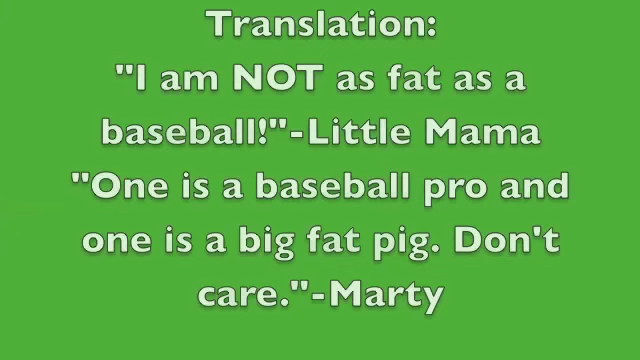 Translation:
"I am NOT as fat as a
baseball!"-Little Mama
"One is a baseball pro and
one is a big fat pig. Don't
care."-Marty